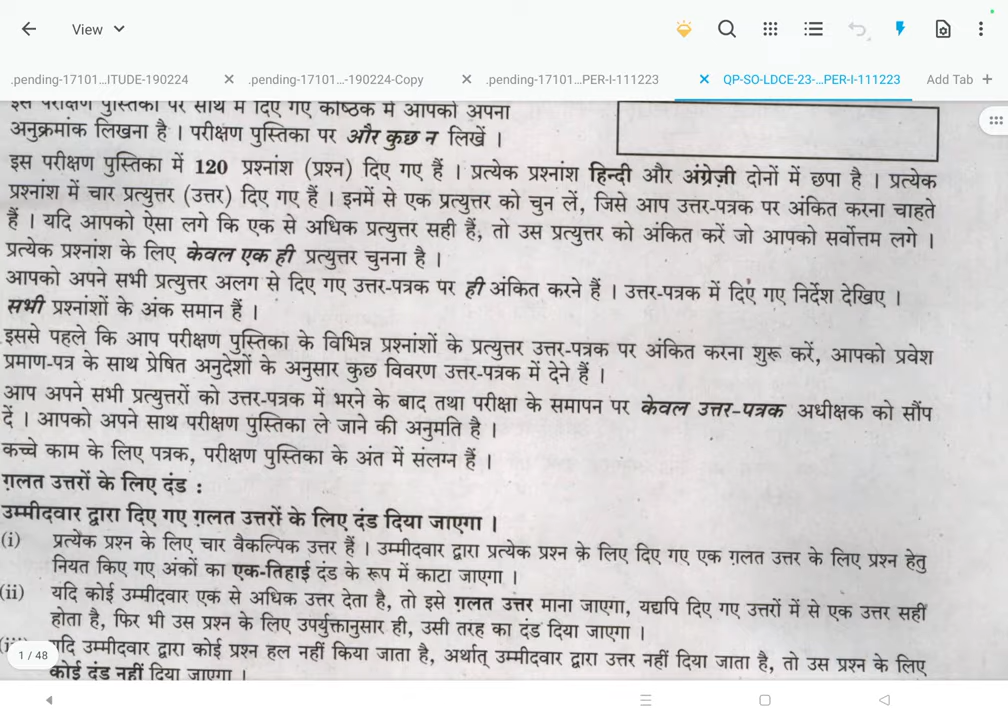 View
.pending-17101...ITUDE-190224
.pending-17101...-190224-Copy
.pending-17101...PER-I-111223
QP-SO-LDCE-23-...PER-I-111223
Add Tab +
इस परीक्षण पुस्तिका पर साथ में दिए गए कोष्ठक में आपको अपना
अनुक्रमांक लिखना है । परीक्षण पुस्तिका पर और कुछ न लिखें ।
इस परीक्षण पुस्तिका में 120 प्रश्नांश (प्रश्न) दिए गए हैं । प्रत्येक प्रश्नांश हिन्दी और अंग्रेज़ी दोनों में छपा है । प्रत्येक
प्रश्नांश में चार प्रत्युत्तर (उत्तर) दिए गए हैं । इनमें से एक प्रत्युत्तर को चुन लें, जिसे आप उत्तर-पत्रक पर अंकित करना चाहते
हैं । यदि आपको ऐसा लगे कि एक से अधिक प्रत्युत्तर सही हैं, तो उस प्रत्युत्तर को अंकित करें जो आपको सर्वोत्तम लगे ।
प्रत्येक प्रश्नांश के लिए केवल एक ही प्रत्युत्तर चुनना है ।
आपको अपने सभी प्रत्युत्तर अलग से दिए गए उत्तर-पत्रक पर ही अंकित करने हैं । उत्तर-पत्रक में दिए गए निर्देश देखिए ।
सभी प्रश्नांशों के अंक समान हैं ।
इससे पहले कि आप परीक्षण पुस्तिका के विभिन्न प्रश्नांशों के प्रत्युत्तर उत्तर-पत्रक पर अंकित करना शुरू करें, आपको प्रवेश
प्रमाण-पत्र के साथ प्रेषित अनुदेशों के अनुसार कुछ विवरण उत्तर-पत्रक में देने हैं ।
आप अपने सभी प्रत्युत्तरों को उत्तर-पत्रक में भरने के बाद तथा परीक्षा के समापन पर केवल उत्तर-पत्रक अधीक्षक को सौंप
दें । आपको अपने साथ परीक्षण पुस्तिका ले जाने की अनुमति है ।
कच्चे काम के लिए पत्रक, परीक्षण पुस्तिका के अंत में संलग्न हैं ।
ग़लत उत्तरों के लिए दंड :
उम्मीदवार द्वारा दिए गए ग़लत उत्तरों के लिए दंड दिया जाएगा ।
(i) प्रत्येक प्रश्न के लिए चार वैकल्पिक उत्तर हैं । उम्मीदवार द्वारा प्रत्येक प्रश्न के लिए दिए गए एक ग़लत उत्तर के लिए प्रश्न हेतु
नियत किए गए अंकों का एक-तिहाई दंड के रूप में काटा जाएगा ।
(ii) यदि कोई उम्मीदवार एक से अधिक उत्तर देता है, तो इसे ग़लत उत्तर माना जाएगा, यद्यपि दिए गए उत्तरों में से एक उत्तर सही
होता है, फिर भी उस प्रश्न के लिए उपर्युक्तानुसार ही, उसी तरह का दंड दिया जाएगा ।
यदि उम्मीदवार द्वारा कोई प्रश्न हल नहीं किया जाता है, अर्थात् उम्मीदवार द्वारा उत्तर नहीं दिया जाता है, तो उस प्रश्न के लिए
कोई दंड नहीं दिया जाएगा ।
1 / 48